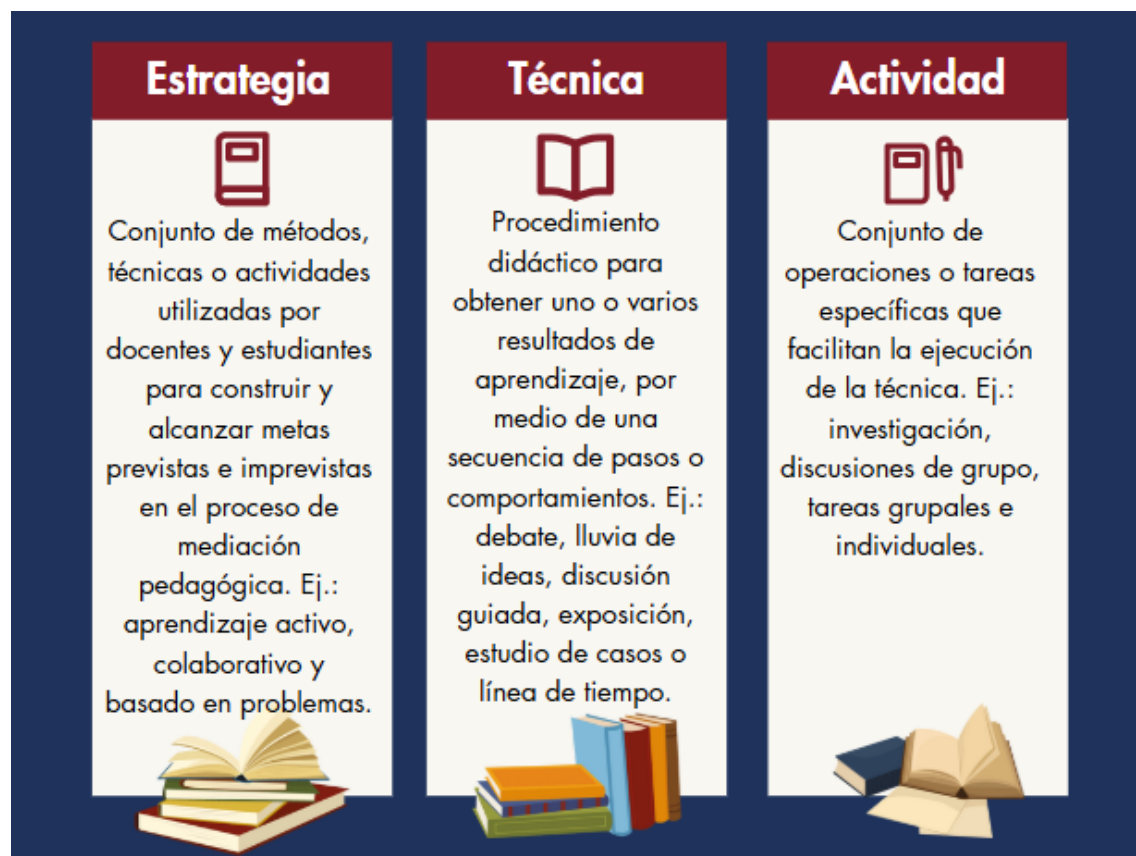 Estrategia
Conjunto de métodos,
técnicas o actividades
utilizadas por
docentes y estudiantes
para construir y
alcanzar metas
previstas e imprevistas
en el proceso de
mediación
pedagógica. Ej.:
aprendizaje activo,
colaborativo y
basado en problemas.
Técnica
Procedimiento
didáctico para
obtener uno o varios
resultados de
aprendizaje, por
medio de una
secuencia de pasos o
comportamientos. Ej.:
debate, lluvia de
ideas, discusión
guiada, exposición,
estudio de casos o
línea de tiempo.
Actividad
Conjunto de
operaciones o tareas
específicas que
facilitan la ejecución
de la técnica. Ej.:
investigación,
discusiones de grupo,
tareas grupales e
individuales.